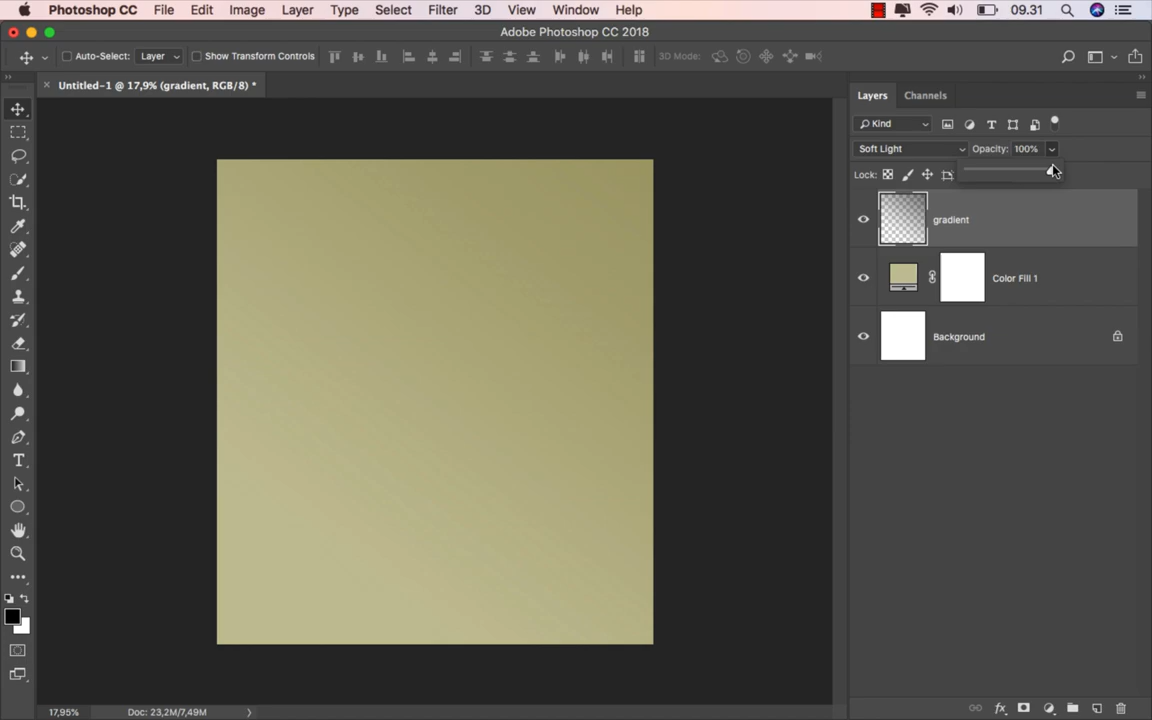 Photoshop CC File Edit Image Layer Type Select Filter 3D View Window Help 09.31
Adobe Photoshop CC 2018
Auto-Select: Layer Show Transform Controls 3D Mode:
Untitled-1 @ 17,9% (gradient, RGB/8) *
Layers Channels
Kind
Soft Light Opacity: 100%
Lock:
gradient
Color Fill 1
Background
17,95% Doc: 23,2M/7,49M